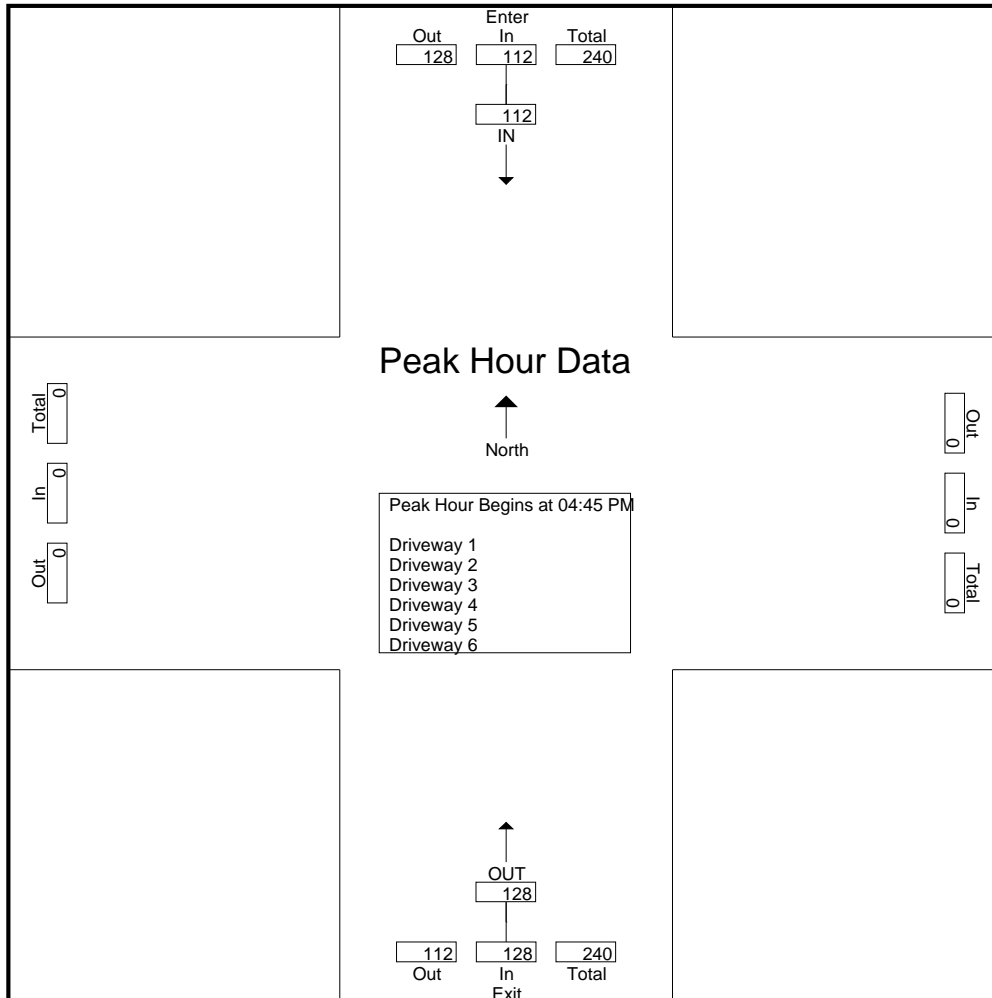 Enter
Out In Total
128 112 240
112
IN
Peak Hour Data
North
Total 0
In 0
Out 0
Out 0
In 0
Total 0
Peak Hour Begins at 04:45 PM
Driveway 1
Driveway 2
Driveway 3
Driveway 4
Driveway 5
Driveway 6
OUT
128
112 128 240
Out In Total
Exit